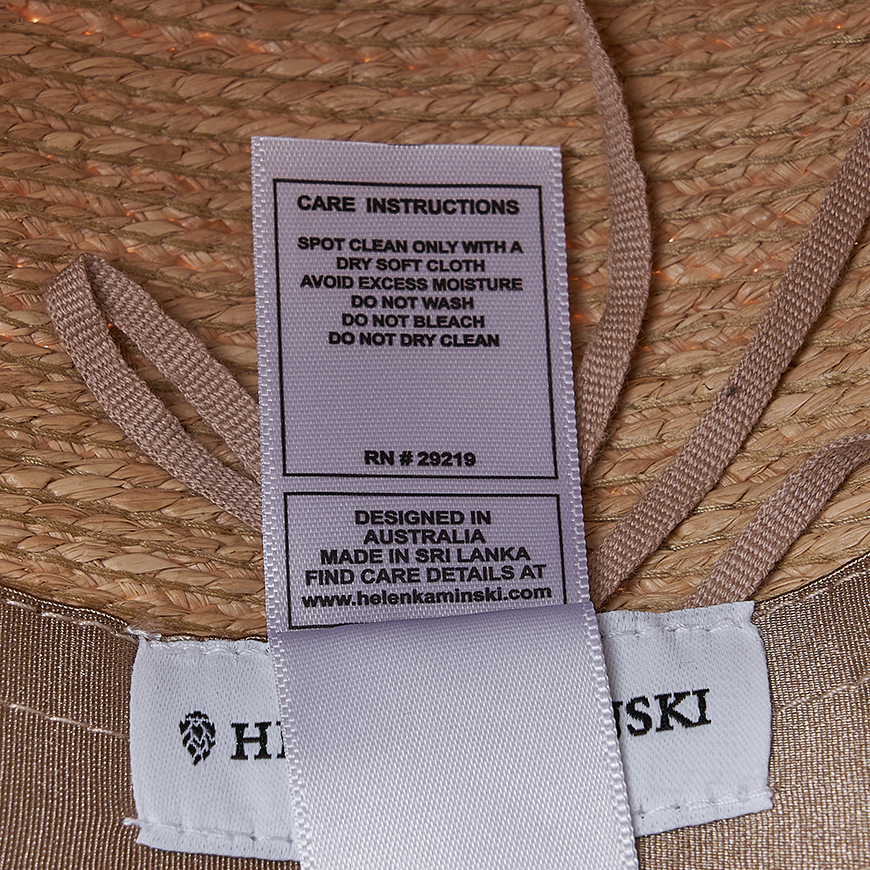 CARE INSTRUCTIONS
SPOT CLEAN ONLY WITH A
DRY SOFT CLOTH
AVOID EXCESS MOISTURE
DO NOT WASH
DO NOT BLEACH
DO NOT DRY CLEAN
RN # 29219
DESIGNED IN
AUSTRALIA
MADE IN SRI LANKA
FIND CARE DETAILS AT
www.helenkaminski.com